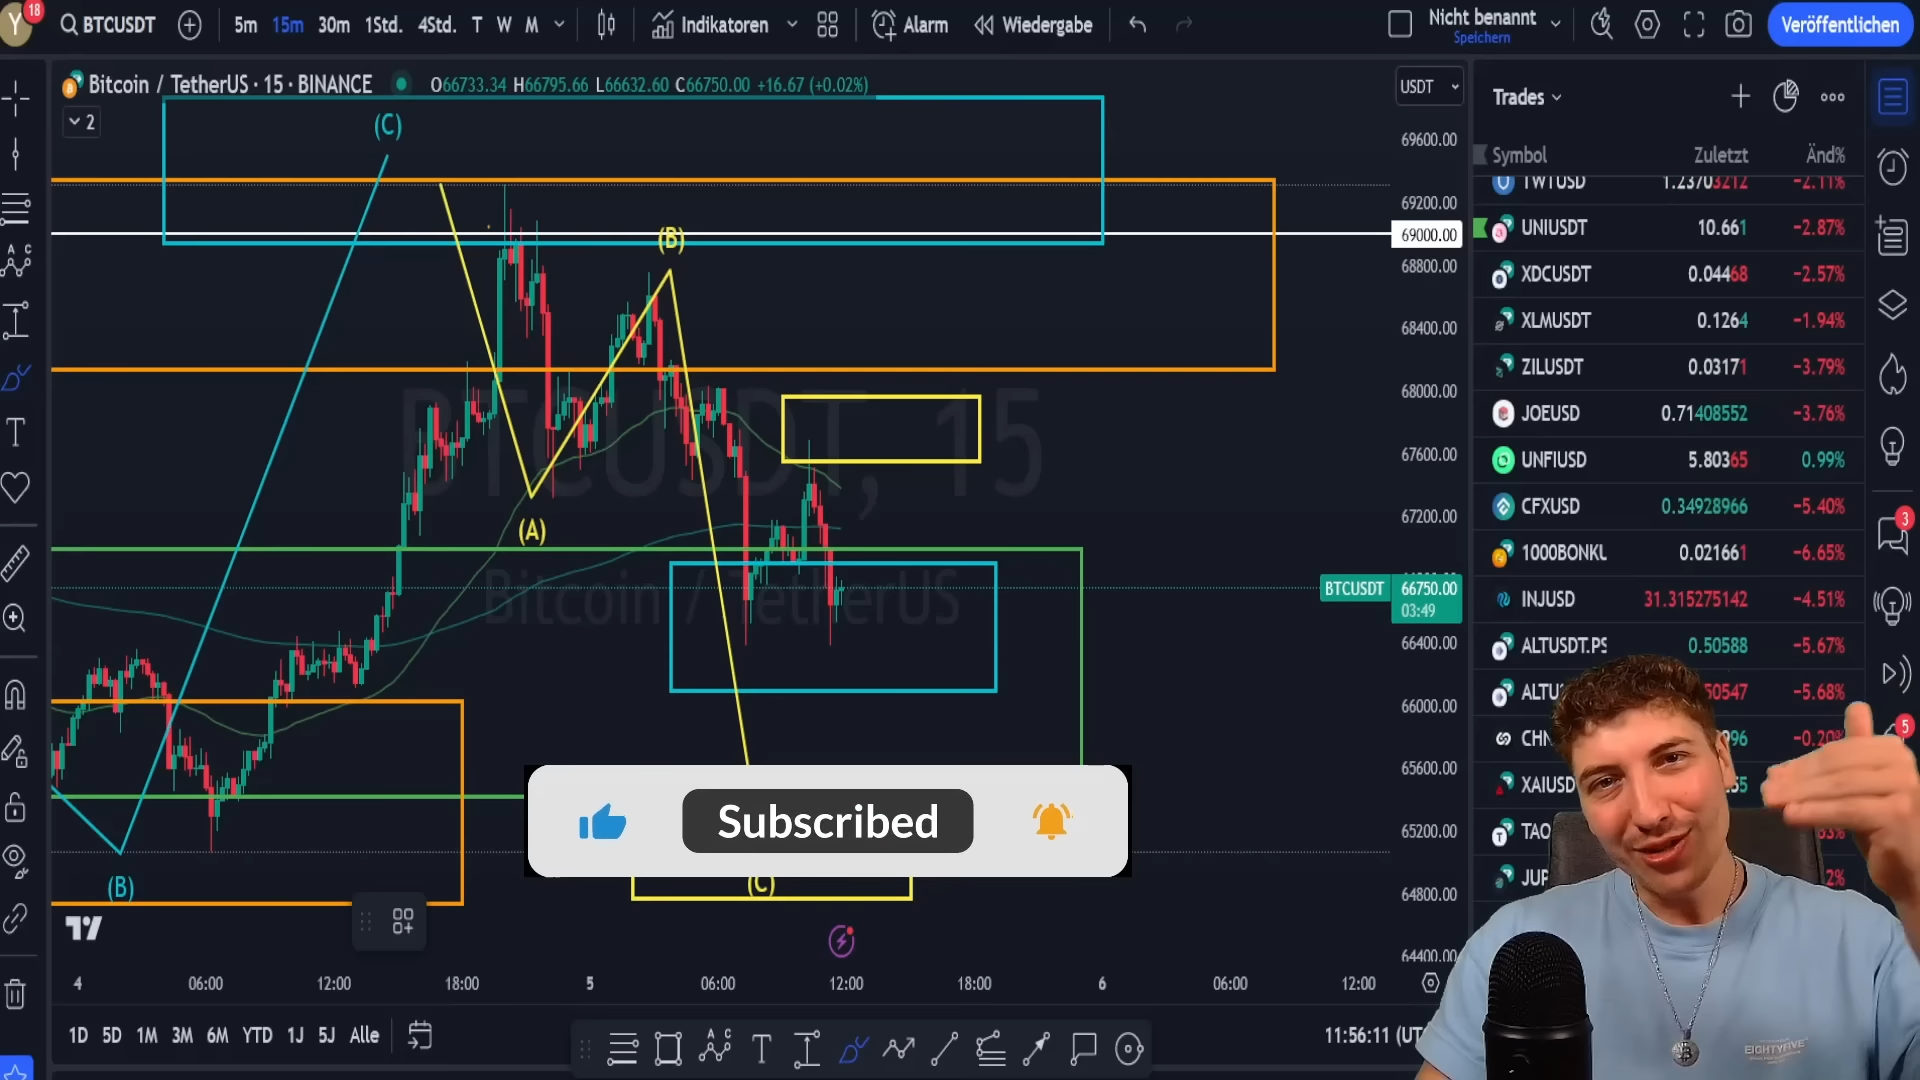 Y
18
BTCUSDT
5m 15m 30m 1Std. 4Std. T W M
Indikatoren
Alarm
Wiedergabe
Nicht benannt
Speichern
Veröffentlichen
Bitcoin / TetherUS · 15 · BINANCE
O66733.34 H66795.66 L66632.60 C66750.00 +16.67 (+0.02%)
2
USDT
Trades
Symbol Zuletzt Änd%
TWTUSD 1.23703212 −2.11%
UNIUSDT 10.661 −2.87%
XDCUSDT 0.04468 −2.57%
XLMUSDT 0.1264 −1.94%
ZILUSDT 0.03171 −3.79%
JOEUSD 0.71408552 −3.76%
UNFIUSD 5.80365 0.99%
CFXUSD 0.34928966 −5.40%
1000BONKU 0.021661 −6.65%
INJUSD 31.315275142 −4.51%
ALTUSDT.PS 0.50588 −5.67%
ALTUS 50547 −5.68%
CHN 96 −0.20%
XAIUSD 55
TAO 53%
JUP 2%
3
5
69600.00
69200.00
69000.00
68800.00
68400.00
68000.00
67600.00
67200.00
BTCUSDT 66750.00
03:49
66400.00
66000.00
65600.00
65200.00
64800.00
64400.00
BTCUSDT, 15
Bitcoin / TetherUS
(C)
(B)
(A)
(B)
(C)
Subscribed
4 06:00 12:00 18:00 5 06:00 12:00 18:00 6 06:00 12:00
1D 5D 1M 3M 6M YTD 1J 5J Alle
11:56:11 (UT
EIGHTYFIVE